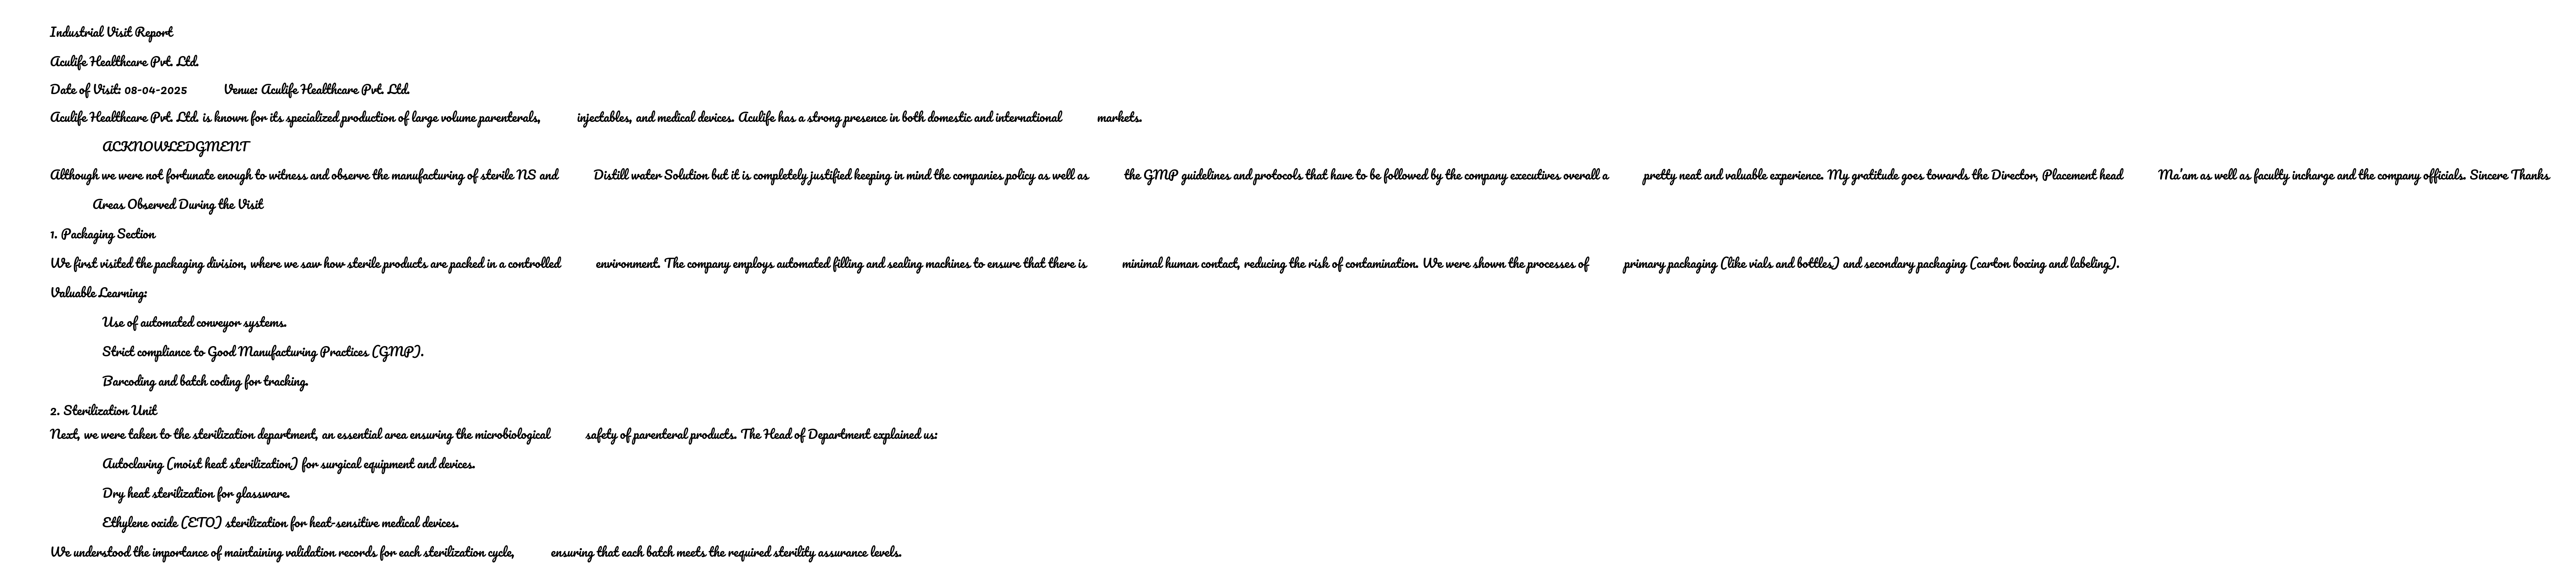 Industrial Visit Report
Aculife Healthcare Pvt. Ltd.
Date of Visit: 08-04-2025 Venue: Aculife Healthcare Pvt. Ltd.
Aculife Healthcare Pvt. Ltd. is known for its specialized production of large volume parenterals, injectables, and medical devices. Aculife has a strong presence in both domestic and international markets.
ACKNOWLEDGMENT
Although we were not fortunate enough to witness and observe the manufacturing of sterile NS and Distill water Solution but it is completely justified keeping in mind the companies policy as well as the GMP guidelines and protocols that have to be followed by the company executives overall a pretty neat and valuable experience. My gratitude goes towards the Director, Placement head Ma'am as well as faculty incharge and the company officials. Sincere Thanks
Areas Observed During the Visit
1. Packaging Section
We first visited the packaging division, where we saw how sterile products are packed in a controlled environment. The company employs automated filling and sealing machines to ensure that there is minimal human contact, reducing the risk of contamination. We were shown the processes of primary packaging (like vials and bottles) and secondary packaging (carton boxing and labeling).
Valuable Learning:
Use of automated conveyor systems.
Strict compliance to Good Manufacturing Practices (GMP).
Barcoding and batch coding for tracking.
2. Sterilization Unit
Next, we were taken to the sterilization department, an essential area ensuring the microbiological safety of parenteral products. The Head of Department explained us:
Autoclaving (moist heat sterilization) for surgical equipment and devices.
Dry heat sterilization for glassware.
Ethylene oxide (ETO) sterilization for heat-sensitive medical devices.
We understood the importance of maintaining validation records for each sterilization cycle, ensuring that each batch meets the required sterility assurance levels.